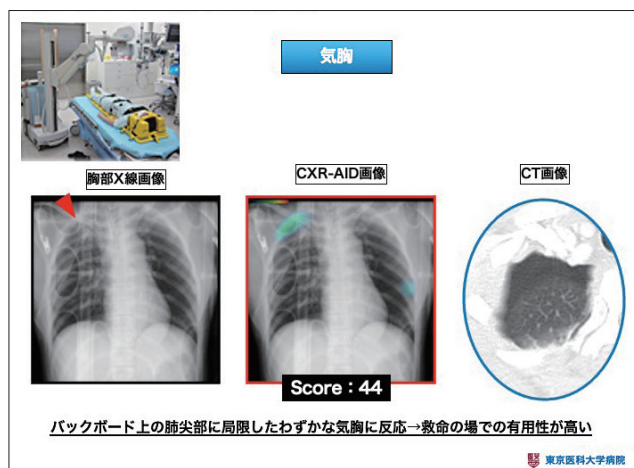 気胸
胸部X線画像
CXR-AID画像
CT画像
Score：44
バックボード上の肺尖部に局限したわずかな気胸に反応→救命の場での有用性が高い
東京医科大学病院